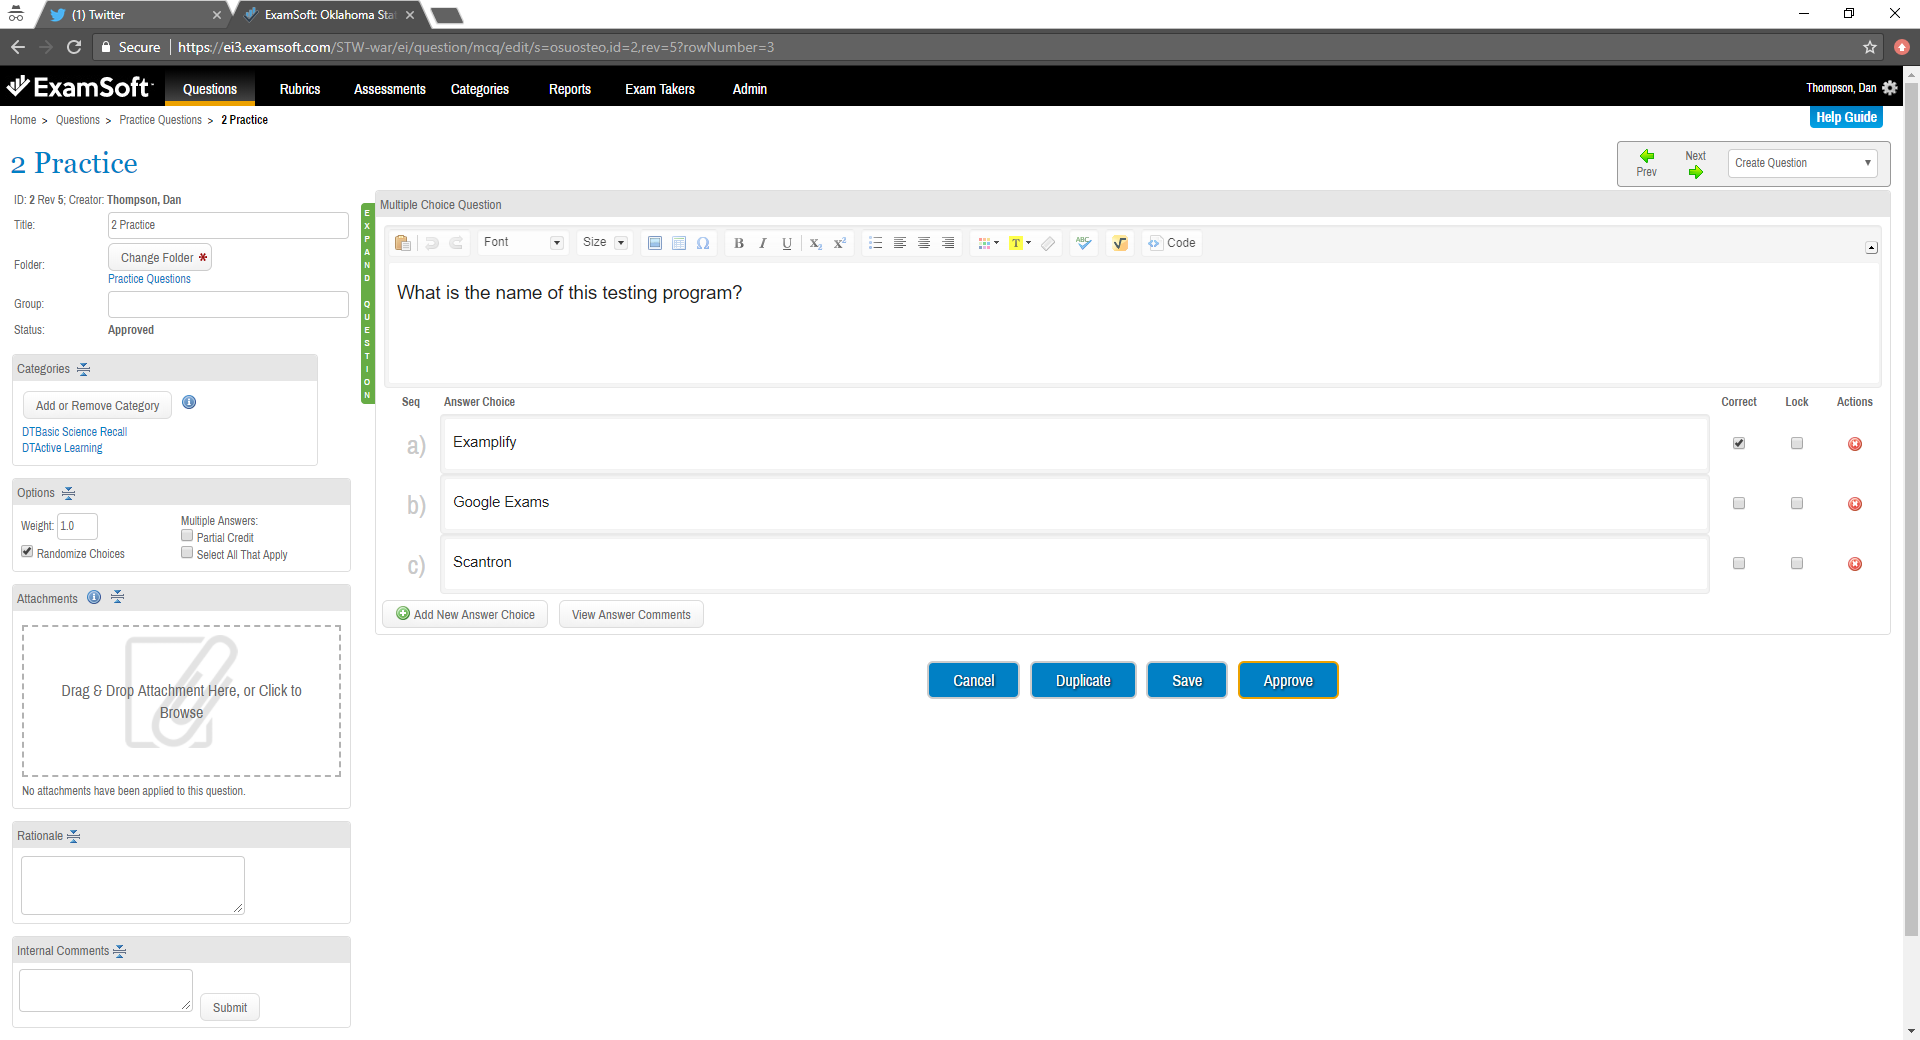 (1) Twitter
ExamSoft: Oklahoma Sta
Secure https://ei3.examsoft.com/STW-war/ei/question/mcq/edit/s=osuosteo,id=2,rev=5?rowNumber=3
ExamSoft Questions Rubrics Assessments Categories Reports Exam Takers Admin Thompson, Dan
Home > Questions > Practice Questions > 2 Practice
Help Guide
2 Practice
Prev
Next
Create Question
ID: 2 Rev 5; Creator: Thompson, Dan
Title: 2 Practice
Folder: Change Folder *
Practice Questions
Group:
Status: Approved
Categories
Add or Remove Category
DTBasic Science Recall
DTActive Learning
Options
Weight: 1.0
Randomize Choices
Multiple Answers:
Partial Credit
Select All That Apply
Attachments
Drag & Drop Attachment Here, or Click to
Browse
No attachments have been applied to this question.
Rationale
Internal Comments
Submit
EXPAND QUESTION
Multiple Choice Question
Font Size Ω B I U X₂ X² T ABC √ Code
What is the name of this testing program?
Seq Answer Choice Correct Lock Actions
a) Examplify
b) Google Exams
c) Scantron
Add New Answer Choice View Answer Comments
Cancel Duplicate Save Approve